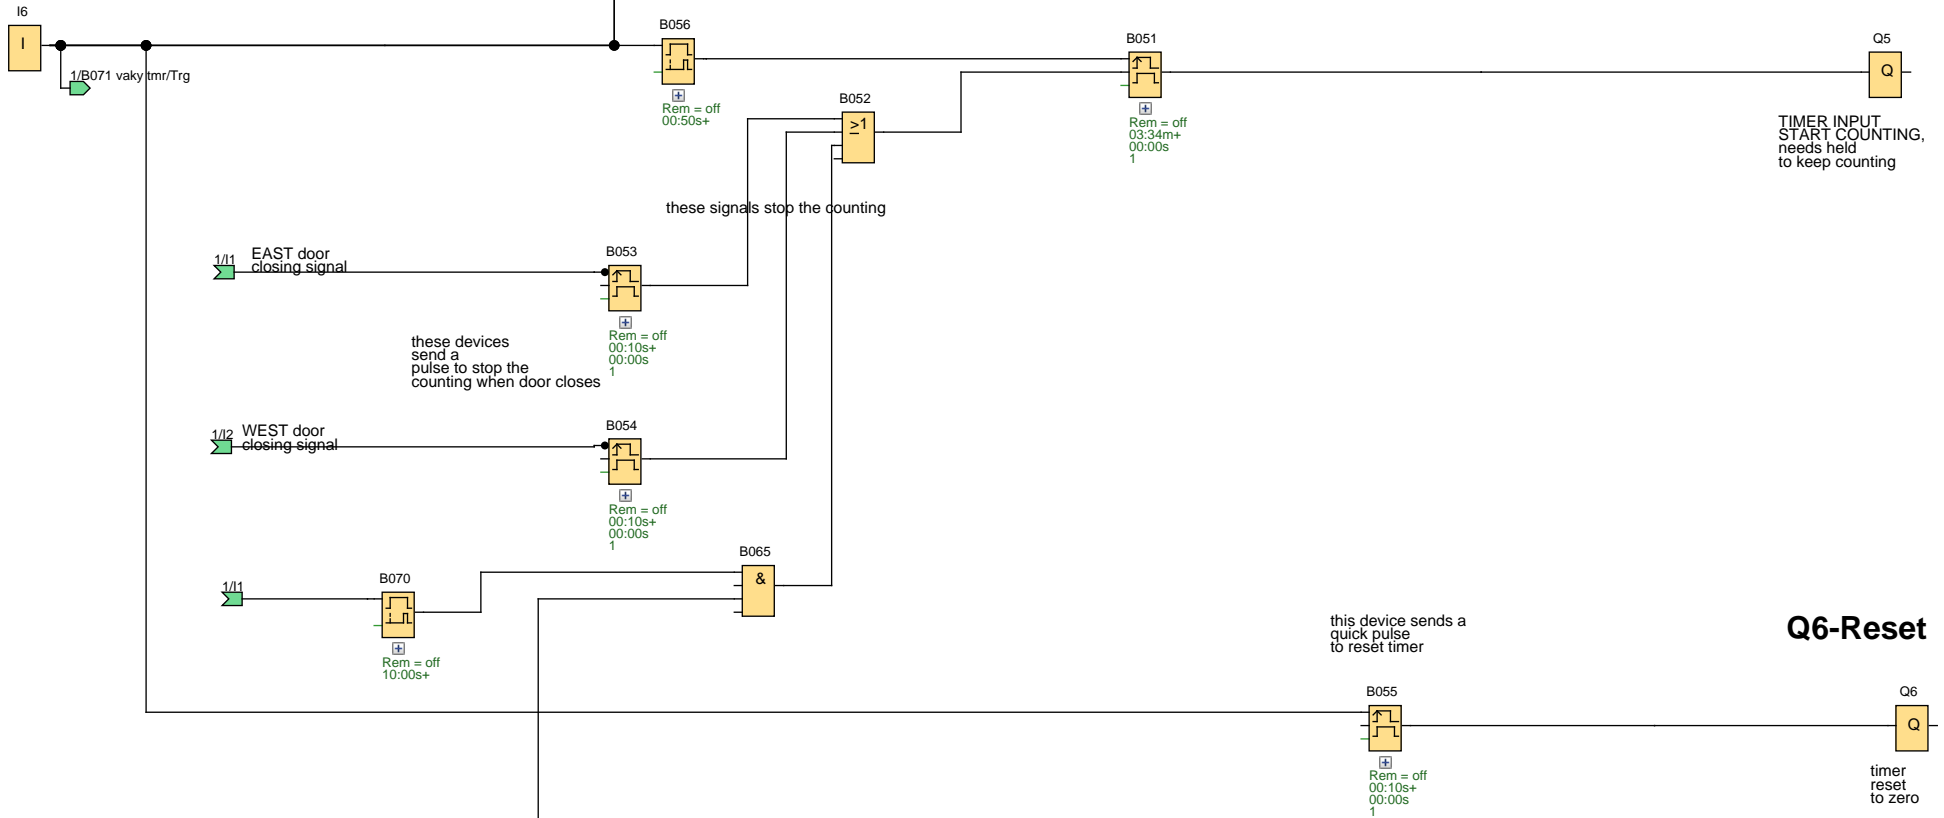 I6
I
1/B071 vaky tmr/Trg
B056
Rem = off
00:50s+
B052
≥1
B051
Rem = off
03:34m+
00:00s
1
Q5
Q
TIMER INPUT
START COUNTING,
needs held
to keep counting
these signals stop the counting
1/I1
EAST door
closing signal
B053
Rem = off
00:10s+
00:00s
1
these devices
send a
pulse to stop the
counting when door closes
1/I2
WEST door
closing signal
B054
Rem = off
00:10s+
00:00s
1
B065
&
1/I1
B070
Rem = off
10:00s+
this device sends a
quick pulse
to reset timer
Q6-Reset
B055
Rem = off
00:10s+
00:00s
1
Q6
Q
timer
reset
to zero